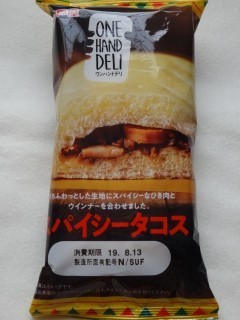 ONE
HAND
DELI
ワンハンドデリ
ふわっとした生地にスパイシーなひき肉と
ウインナーを合わせました。
パイシータコス
消費期限 19. 8.13
製造所固有記号 N/SUF